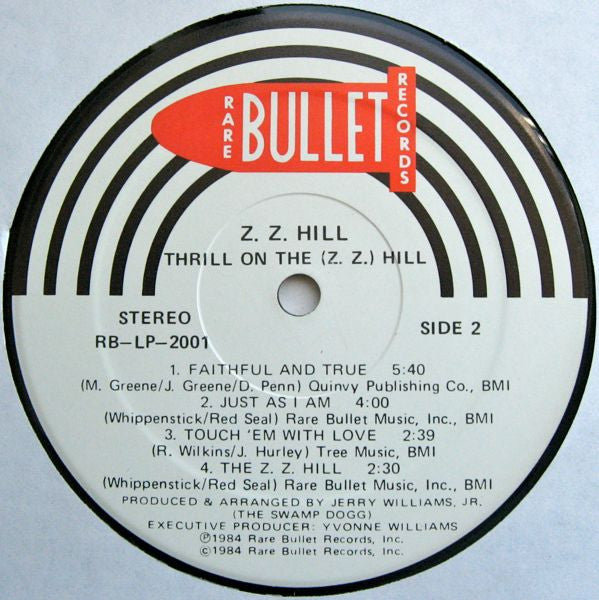 RARE
BULLET
RECORDS
Z. Z. HILL
THRILL ON THE (Z. Z.) HILL
STEREO
RB-LP-2001
SIDE 2
1. FAITHFUL AND TRUE 5:40
(M. Greene/J. Greene/D. Penn) Quinvy Publishing Co., BMI
2. JUST AS I AM 4:00
(Whippenstick/Red Seal) Rare Bullet Music, Inc., BMI
3. TOUCH 'EM WITH LOVE 2:39
(R. Wilkins/J. Hurley) Tree Music, BMI
4. THE Z. Z. HILL 2:30
(Whippenstick/Red Seal) Rare Bullet Music, Inc., BMI
PRODUCED & ARRANGED BY JERRY WILLIAMS, JR.
(THE SWAMP DOGG)
EXECUTIVE PRODUCER: YVONNE WILLIAMS
℗1984 Rare Bullet Records, Inc.
©1984 Rare Bullet Records, Inc.